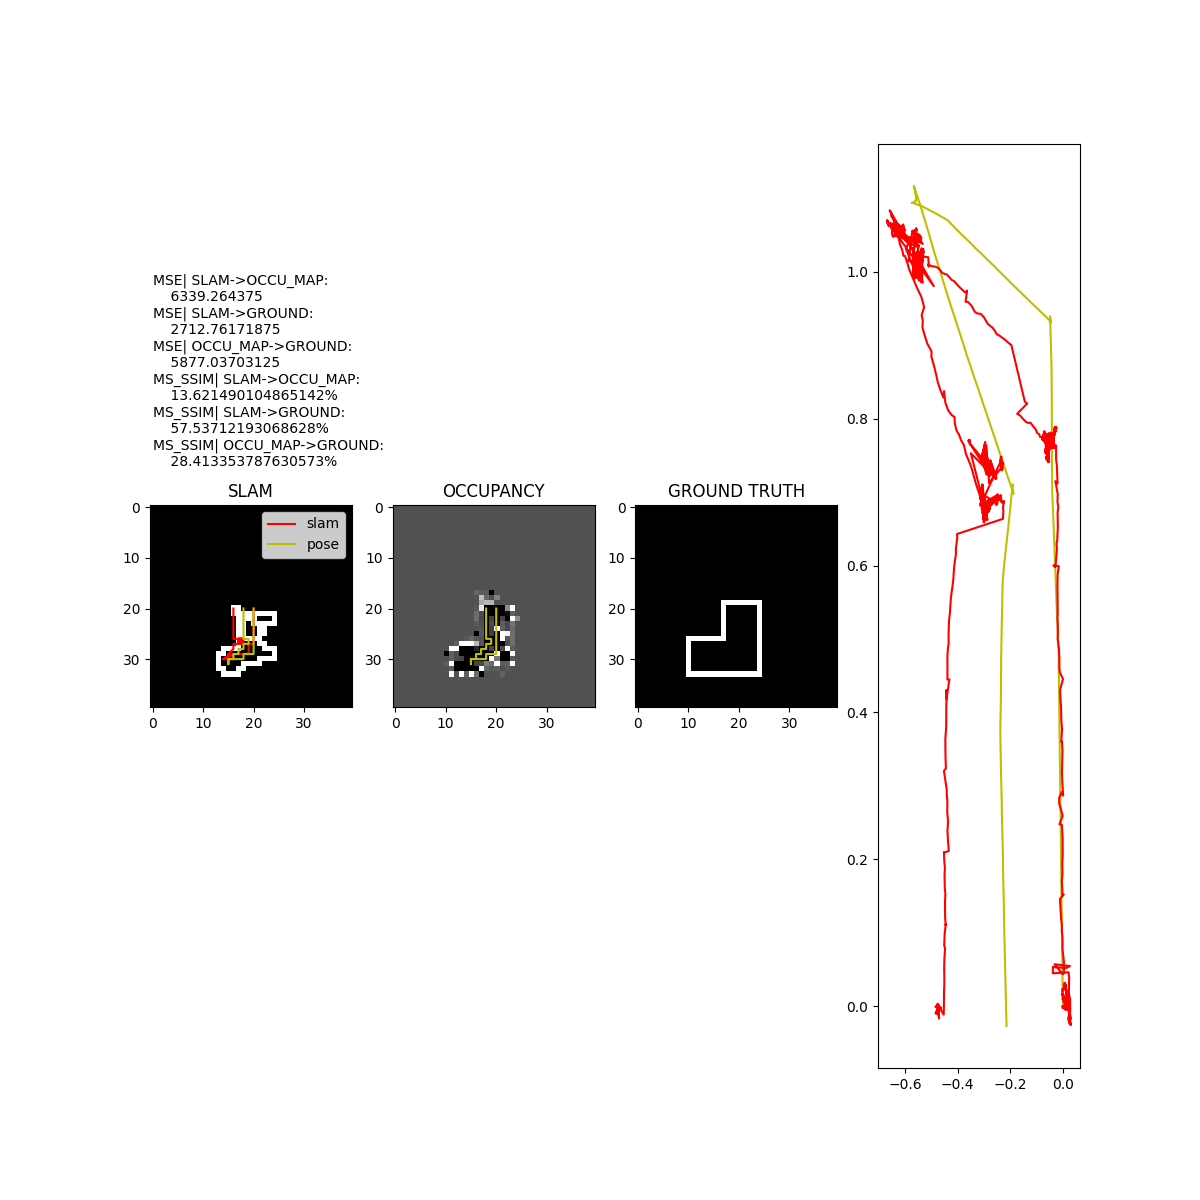 MSE| SLAM->OCCU_MAP:
6339.264375
MSE| SLAM->GROUND:
2712.76171875
MSE| OCCU_MAP->GROUND:
5877.03703125
MS_SSIM| SLAM->OCCU_MAP:
13.621490104865142%
MS_SSIM| SLAM->GROUND:
57.53712193068628%
MS_SSIM| OCCU_MAP->GROUND:
28.413353787630573%
SLAM
0
10
20
30
0 10 20 30
slam
pose
OCCUPANCY
0
10
20
30
0 10 20 30
GROUND TRUTH
0
10
20
30
0 10 20 30
1.0
0.8
0.6
0.4
0.2
0.0
−0.6 −0.4 −0.2 0.0